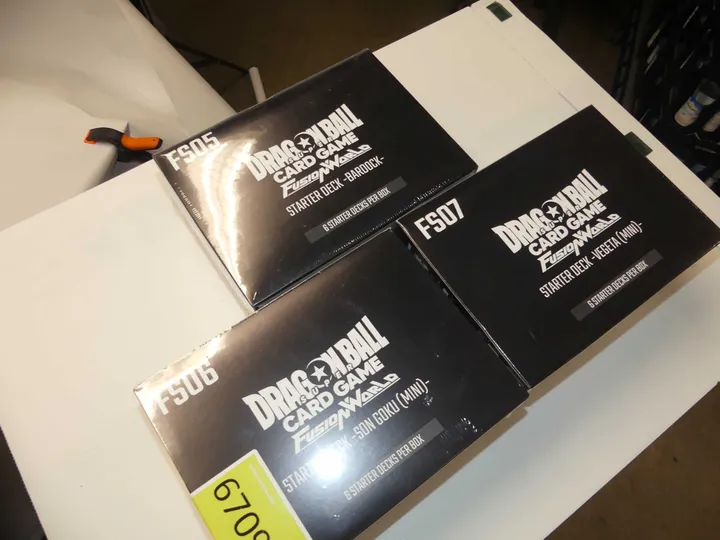 FS05
DRAGON BALL
SUPER
CARD GAME
FUSION WORLD
STARTER DECK -BARDOCK-
6 STARTER DECKS PER BOX
FS07
DRAGON BALL
SUPER
CARD GAME
FUSION WORLD
STARTER DECK -VEGETA (MINI)-
6 STARTER DECKS PER BOX
FS06
DRAGON BALL
SUPER
CARD GAME
FUSION WORLD
-SON GOKU (MINI)-
6 STARTER DECKS PER BOX
6709